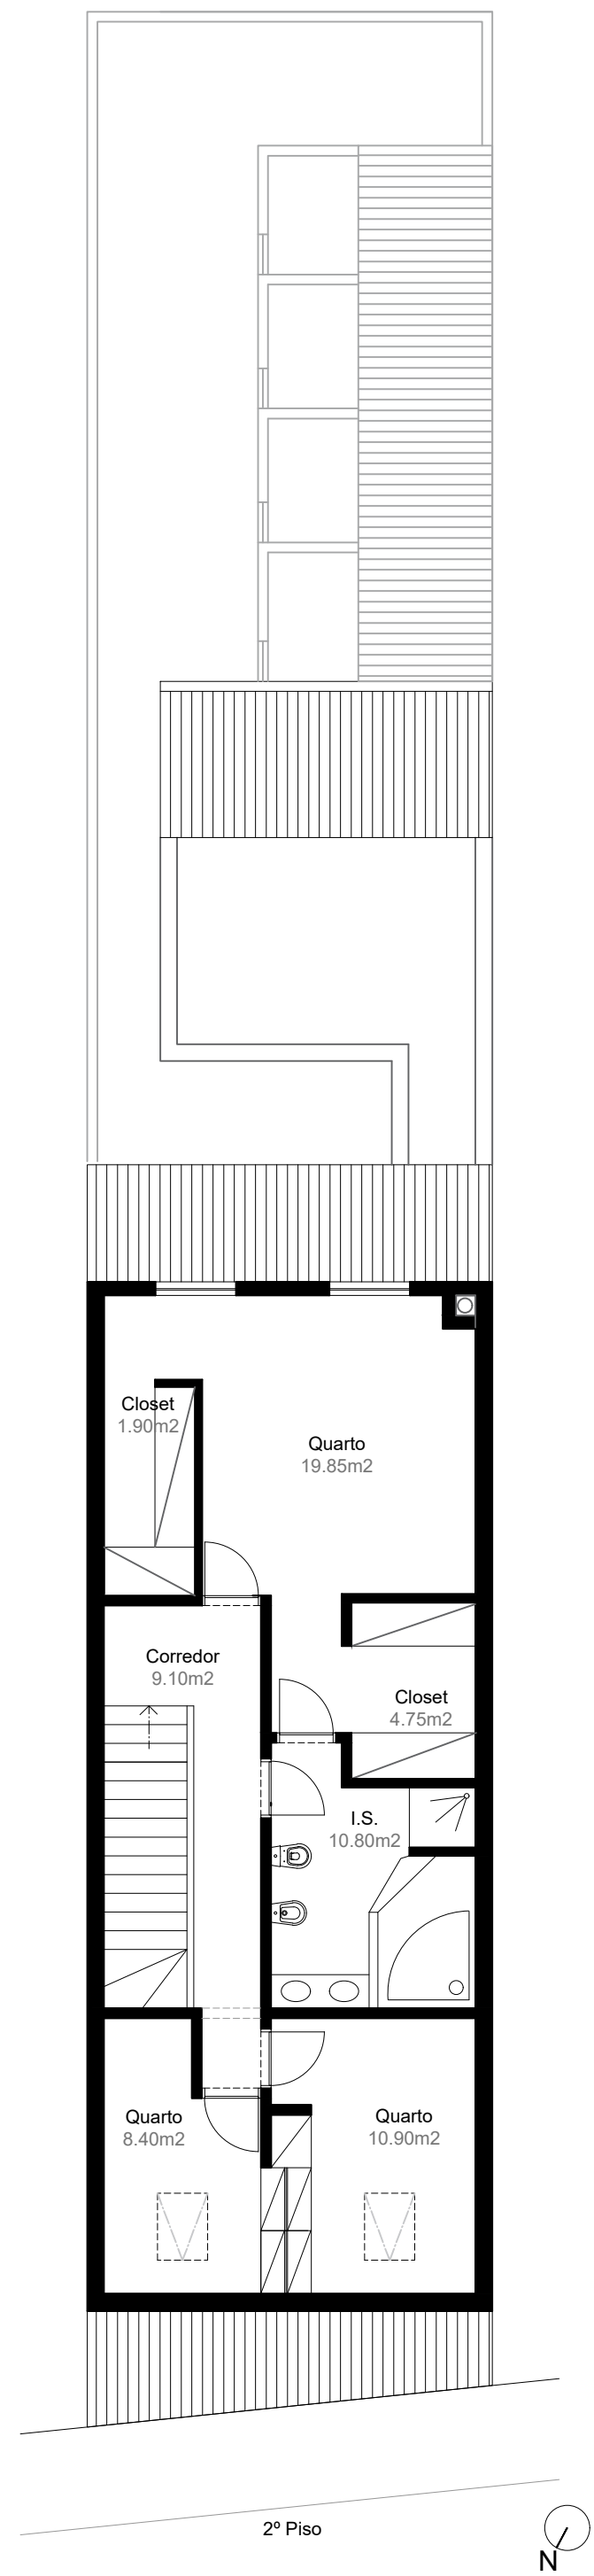 Closet
1.90m2
Quarto
19.85m2
Corredor
9.10m2
Closet
4.75m2
I.S.
10.80m2
Quarto
8.40m2
Quarto
10.90m2
2º Piso
N